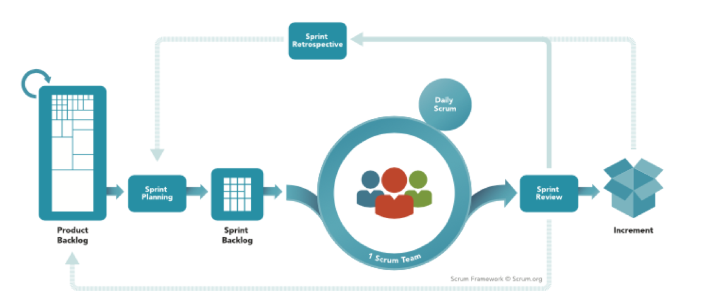 Sprint
Retrospective
Daily
Scrum
Sprint
Planning
Sprint
Review
Product
Backlog
Sprint
Backlog
1 Scrum Team
Increment
Scrum Framework © Scrum.org